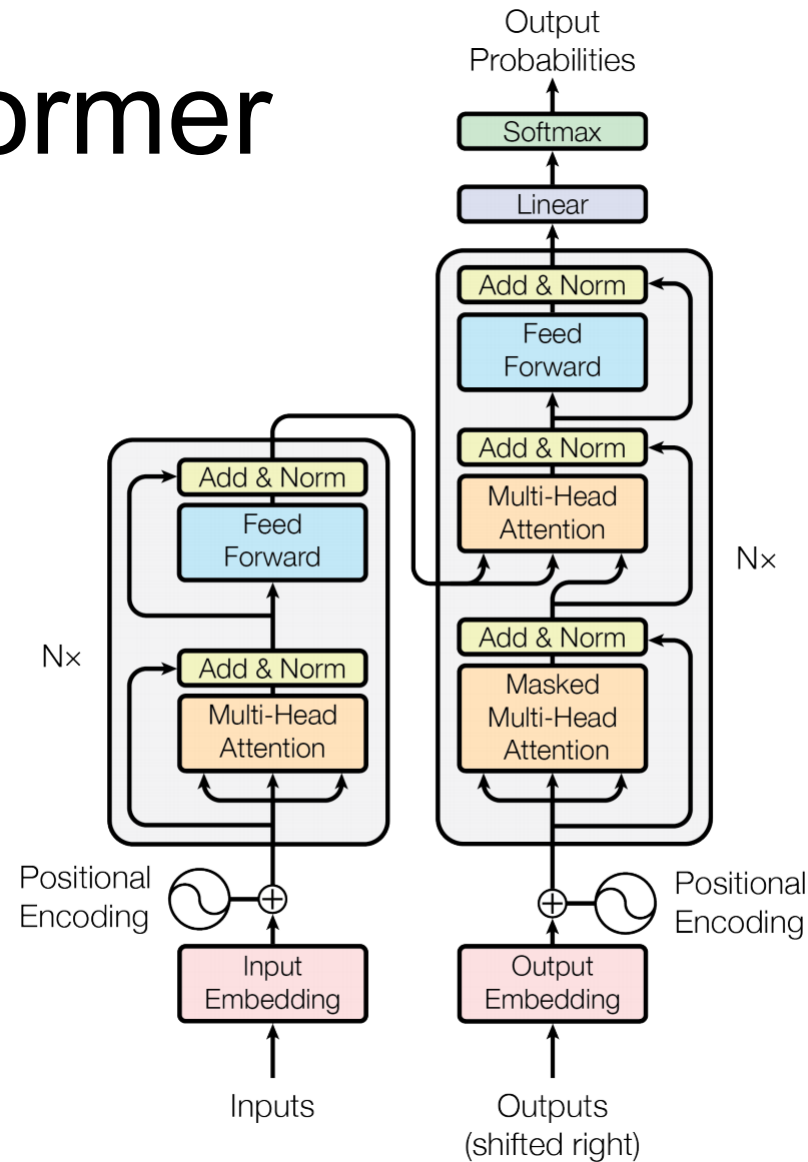 ormer
Output
Probabilities
Softmax
Linear
Add & Norm
Feed
Forward
Add & Norm
Multi-Head
Attention
Add & Norm
Masked
Multi-Head
Attention
N×
Add & Norm
Feed
Forward
Add & Norm
Multi-Head
Attention
N×
Positional
Encoding
Positional
Encoding
Input
Embedding
Output
Embedding
Inputs
Outputs
(shifted right)